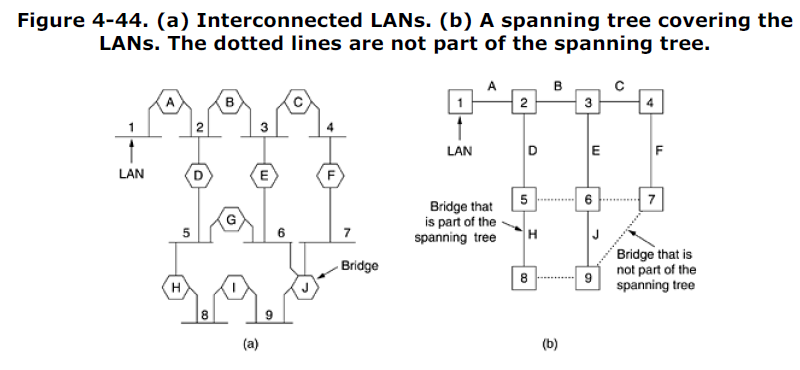 Figure 4-44. (a) Interconnected LANs. (b) A spanning tree covering the
LANs. The dotted lines are not part of the spanning tree.
A B C
1 2 3 4
LAN
D E F
G
5 6 7
Bridge
H I J
8 9
(a)
A B C
1 2 3 4
LAN
D E F
5 6 7
Bridge that
is part of the
spanning tree
H J
Bridge that is
not part of the
spanning tree
8 9
(b)